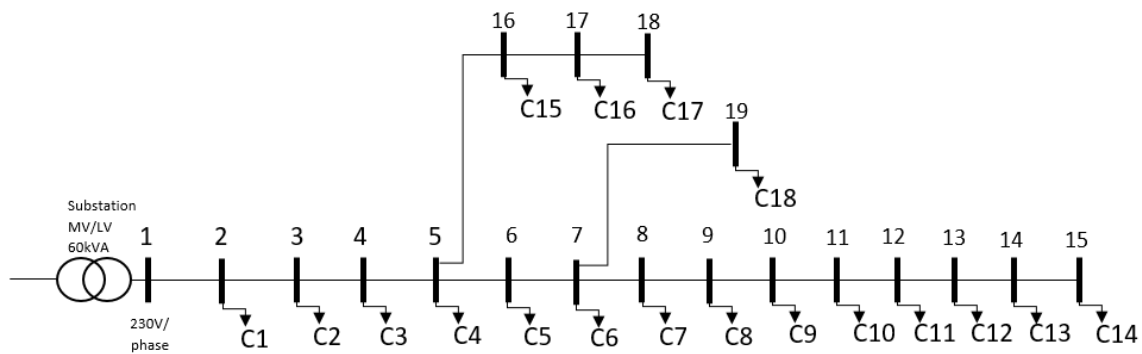 16 17 18
C15 C16 C17
19
C18
Substation
MV/LV
60kVA
1 2 3 4 5 6 7 8 9 10 11 12 13 14 15
230V/
phase
C1 C2 C3 C4 C5 C6 C7 C8 C9 C10 C11 C12 C13 C14